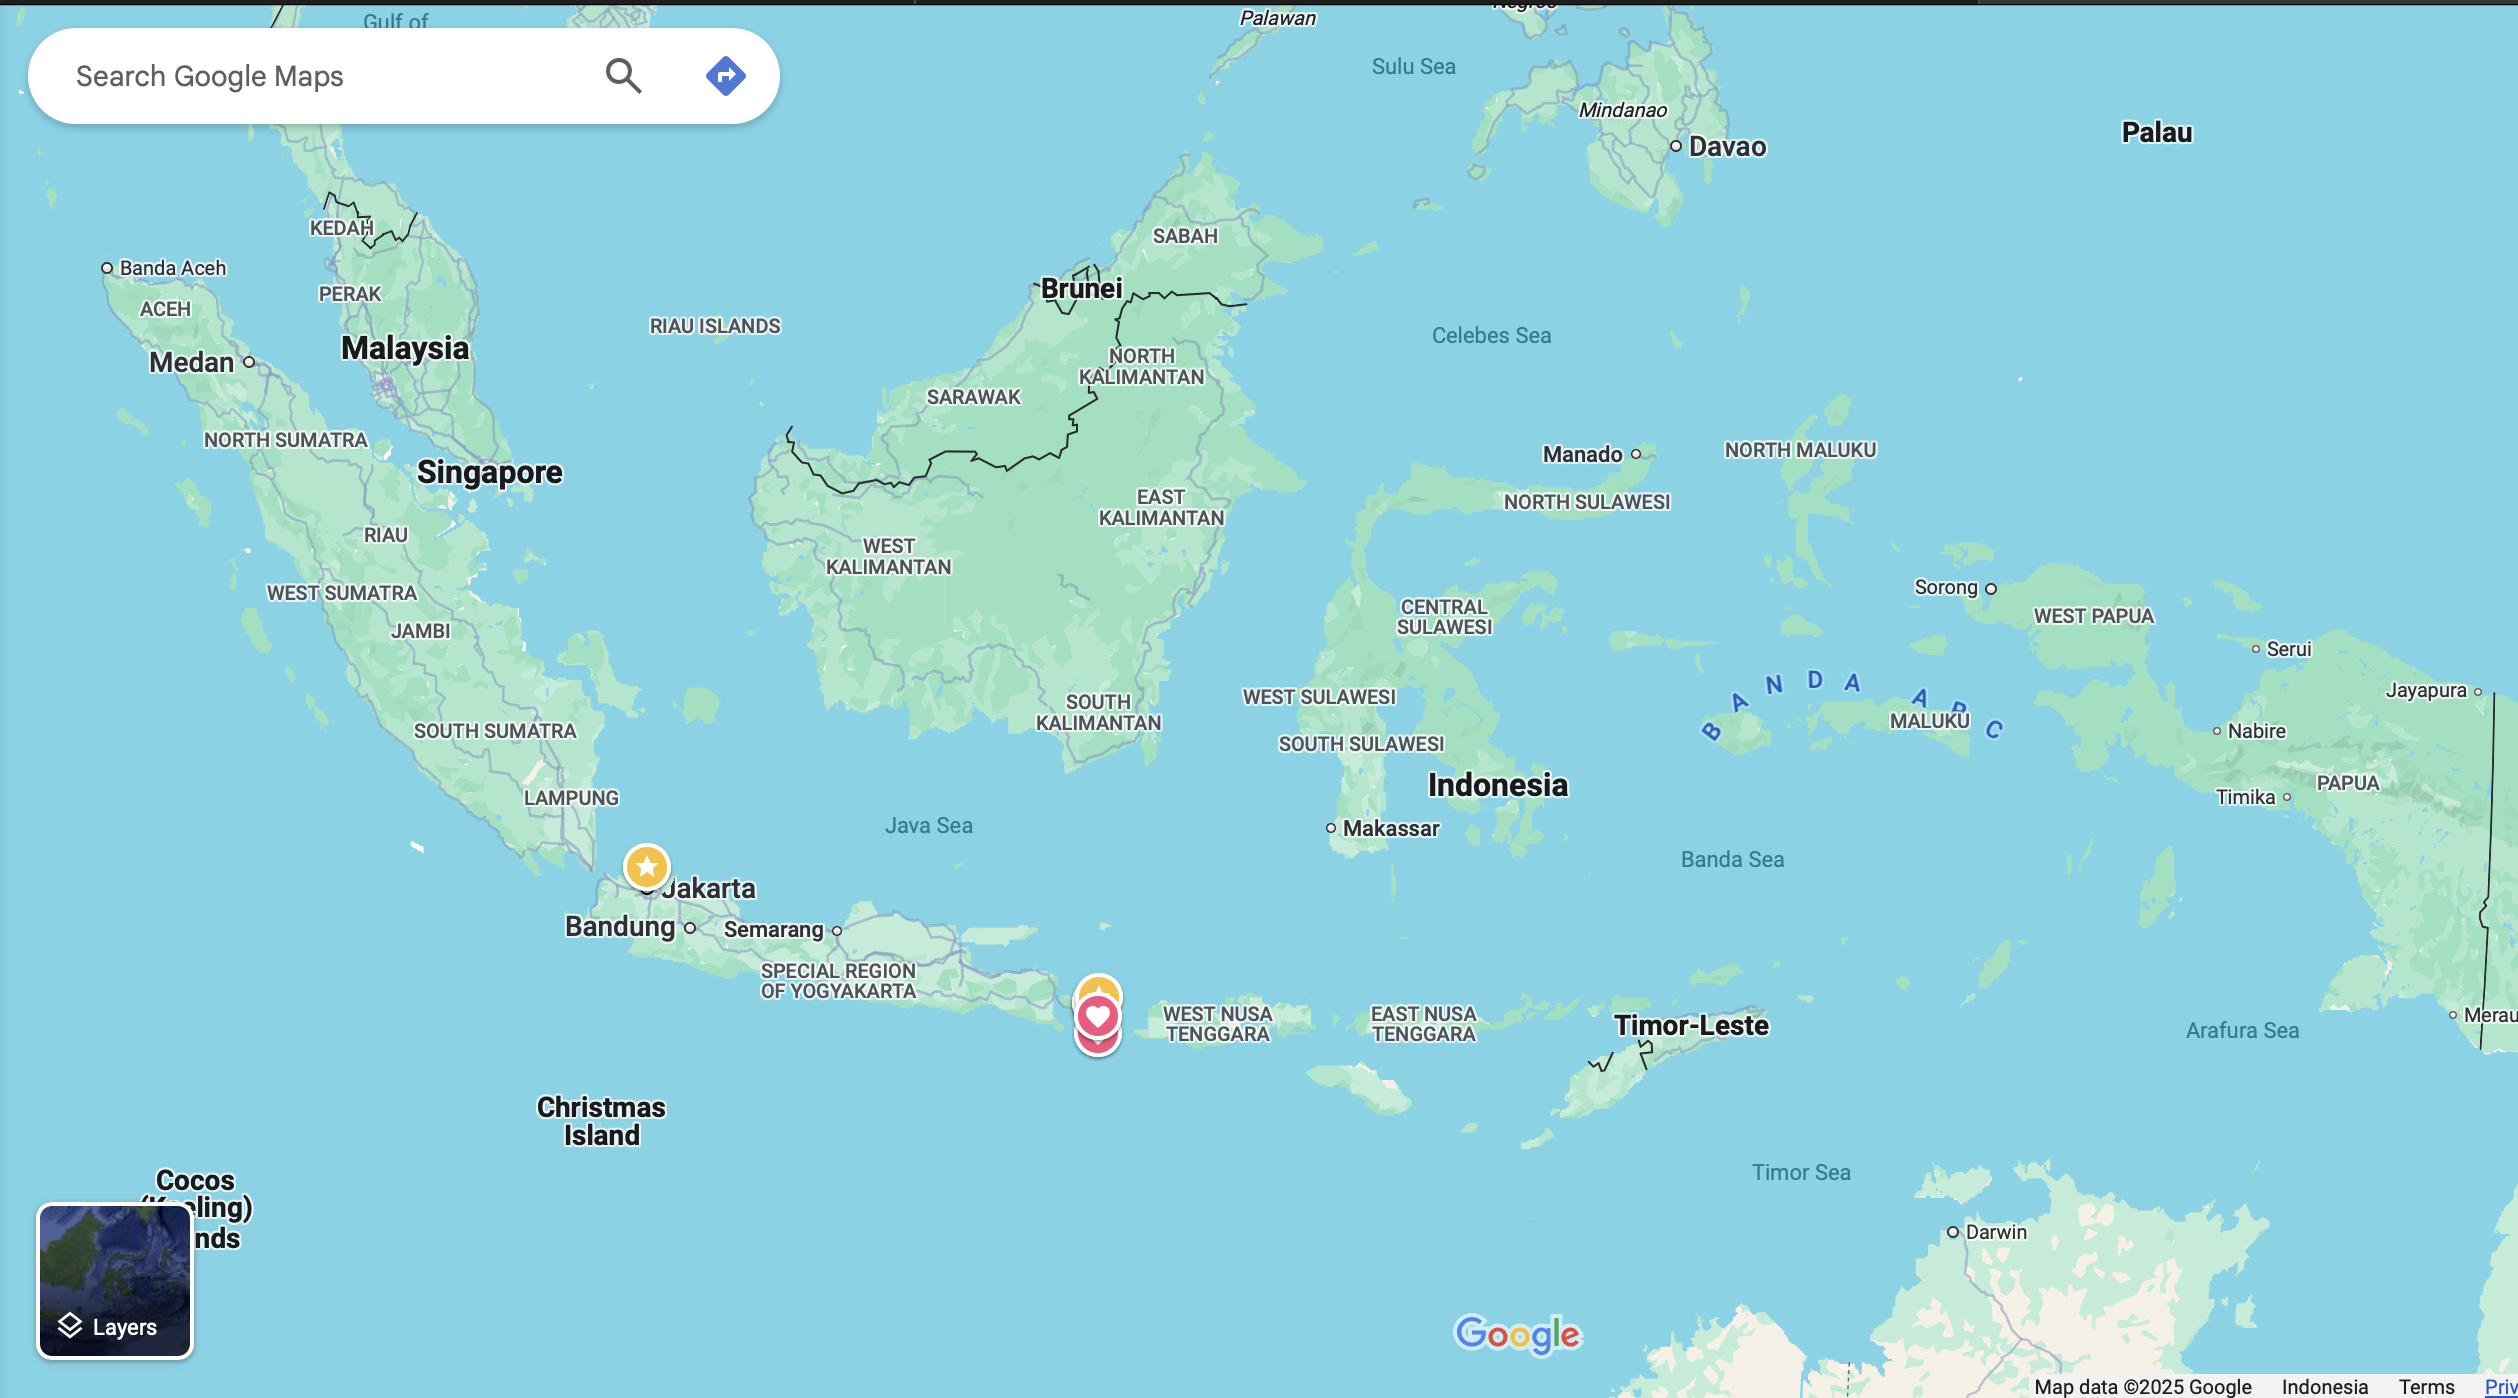 Gulf of
Palawan
Search Google Maps
Sulu Sea
Mindanao
Davao
Palau
KEDAH
SABAH
Banda Aceh
Brunei
PERAK
ACEH
RIAU ISLANDS
Celebes Sea
Malaysia
Medan
NORTH
KALIMANTAN
SARAWAK
NORTH SUMATRA
Manado
NORTH MALUKU
Singapore
NORTH SULAWESI
EAST
KALIMANTAN
RIAU
WEST
KALIMANTAN
Sorong
WEST SUMATRA
CENTRAL
SULAWESI
WEST PAPUA
JAMBI
Serui
BANDA ARC
Jayapura
WEST SULAWESI
SOUTH
KALIMANTAN
MALUKU
SOUTH SUMATRA
Nabire
SOUTH SULAWESI
Indonesia
PAPUA
LAMPUNG
Timika
Java Sea
Makassar
Banda Sea
Jakarta
Bandung
Semarang
SPECIAL REGION
OF YOGYAKARTA
WEST NUSA
TENGGARA
EAST NUSA
TENGGARA
Timor-Leste
Merau
Arafura Sea
Christmas
Island
Timor Sea
Cocos
eling)
nds
Darwin
Layers
Google
Map data ©2025 Google Indonesia Terms Priv